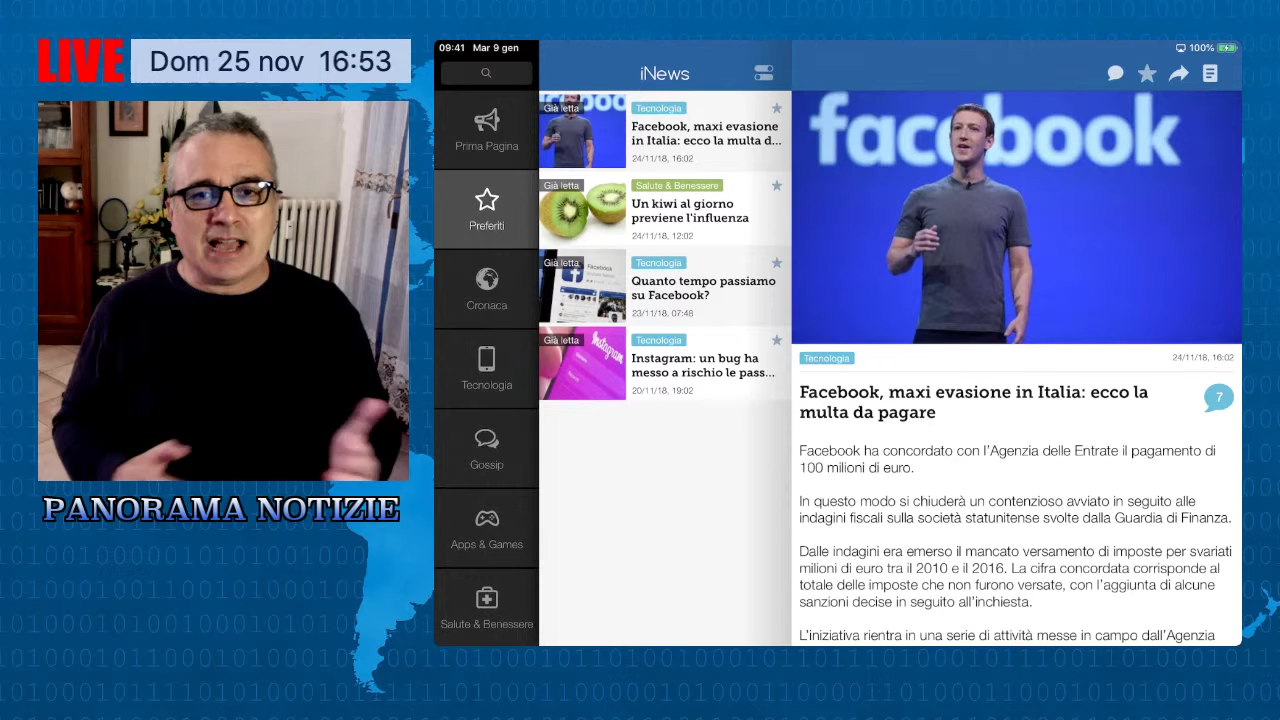 LIVE
Dom 25 nov 16:53
PANORAMA NOTIZIE
09:41 Mar 9 gen
100%
iNews
Prima Pagina
Preferiti
Cronaca
Tecnologia
Gossip
Apps & Games
Salute & Benessere
Già letta
Tecnologia
Facebook, maxi evasione
in Italia: ecco la multa d...
24/11/18, 16:02
Già letta
Salute & Benessere
Un kiwi al giorno
previene l'influenza
24/11/18, 12:02
Già letta
facebook
Tecnologia
Quanto tempo passiamo
su Facebook?
23/11/18, 07:48
Già letta
Instagram
Tecnologia
Instagram: un bug ha
messo a rischio le pass...
20/11/18, 19:02
facebook
Tecnologia
24/11/18, 16:02
Facebook, maxi evasione in Italia: ecco la
multa da pagare
7
Facebook ha concordato con l'Agenzia delle Entrate il pagamento di
100 milioni di euro.
In questo modo si chiuderà un contenzioso avviato in seguito alle
indagini fiscali sulla società statunitense svolte dalla Guardia di Finanza.
Dalle indagini era emerso il mancato versamento di imposte per svariati
milioni di euro tra il 2010 e il 2016. La cifra concordata corrisponde al
totale delle imposte che non furono versate, con l'aggiunta di alcune
sanzioni decise in seguito all'inchiesta.
L'iniziativa rientra in una serie di attività messe in campo dall'Agenzia